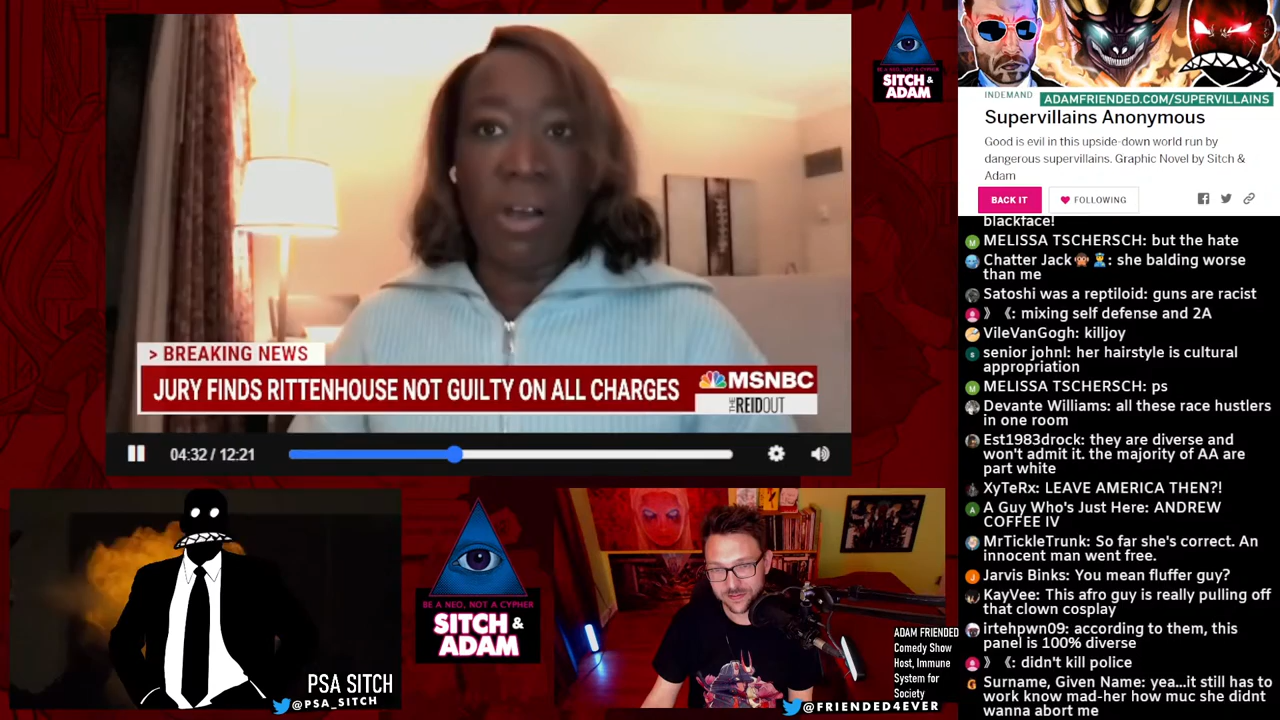 > BREAKING NEWS
JURY FINDS RITTENHOUSE NOT GUILTY ON ALL CHARGES
MSNBC
THE REIDOUT
04:32 / 12:21
BE A NEO, NOT A CYPHER
SITCH &
ADAM
PSA SITCH
@PSA_SITCH
BE A NEO, NOT A CYPHER
SITCH &
ADAM
ADAM FRIENDED
Comedy Show
Host, Immune
System for
Society
@FRIENDED4EVER
INDEMAND
ADAMFRIENDED.COM/SUPERVILLAINS
Supervillains Anonymous
Good is evil in this upside-down world run by
dangerous supervillains. Graphic Novel by Sitch &
Adam
BACK IT
FOLLOWING
blackface!
MELISSA TSCHERSCH: but the hate
Chatter Jack: she balding worse
than me
Satoshi was a reptiloid: guns are racist
》 《: mixing self defense and 2A
VileVanGogh: killjoy
senior johnl: her hairstyle is cultural
appropriation
MELISSA TSCHERSCH: ps
Devante Williams: all these race hustlers
in one room
Est1983drock: they are diverse and
won't admit it. the majority of AA are
part white
XyTeRx: LEAVE AMERICA THEN?!
A Guy Who's Just Here: ANDREW
COFFEE IV
MrTickleTrunk: So far she's correct. An
innocent man went free.
Jarvis Binks: You mean fluffer guy?
KayVee: This afro guy is really pulling off
that clown cosplay
irtehpwn09: according to them, this
panel is 100% diverse
》 《: didn't kill police
Surname, Given Name: yea...it still has to
work know mad-her how muc she didnt
wanna abort me